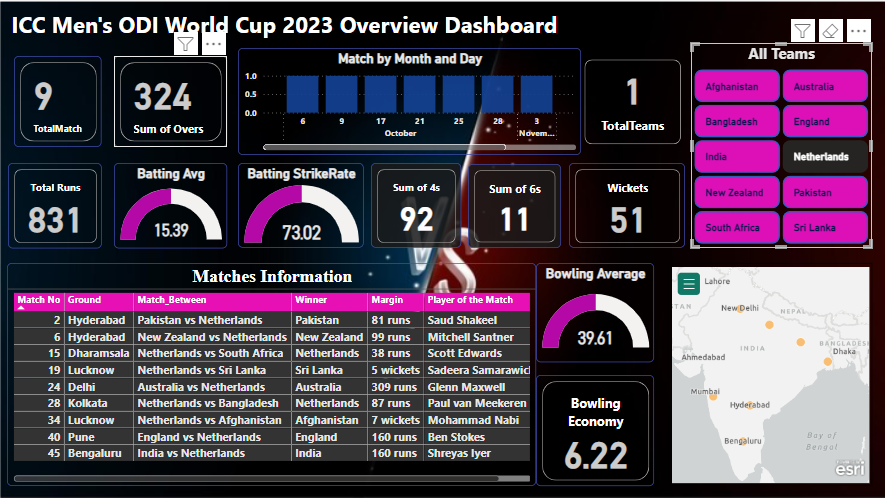 ICC Men's ODI World Cup 2023 Overview Dashboard
9
TotalMatch
324
Sum of Overs
Match by Month and Day
1.0
0.5
0.0
6 9 17 21 25 28 3
October Novem...
1
TotalTeams
All Teams
Afghanistan Australia
Bangladesh England
India Netherlands
New Zealand Pakistan
South Africa Sri Lanka
Total Runs
831
Batting Avg
15.39
Batting StrikeRate
73.02
Sum of 4s
92
Sum of 6s
11
Wickets
51
VS
Matches Information
Match No Ground Match_Between Winner Margin Player of the Match
2 Hyderabad Pakistan vs Netherlands Pakistan 81 runs Saud Shakeel
6 Hyderabad New Zealand vs Netherlands New Zealand 99 runs Mitchell Santner
15 Dharamsala Netherlands vs South Africa Netherlands 38 runs Scott Edwards
19 Lucknow Netherlands vs Sri Lanka Sri Lanka 5 wickets Sadeera Samarawic
24 Delhi Australia vs Netherlands Australia 309 runs Glenn Maxwell
28 Kolkata Netherlands vs Bangladesh Netherlands 87 runs Paul van Meekeren
34 Lucknow Netherlands vs Afghanistan Afghanistan 7 wickets Mohammad Nabi
40 Pune England vs Netherlands England 160 runs Ben Stokes
45 Bengaluru India vs Netherlands India 160 runs Shreyas Iyer
Bowling Average
39.61
Bowling
Economy
6.22
Lahore
STAN
New Delhi
NEPAL
INDIA
BANGLADESH
Dhaka
Ahmedabad
Mumbai
Hyderabad
Bengaluru
Bay of
Bengal
esri